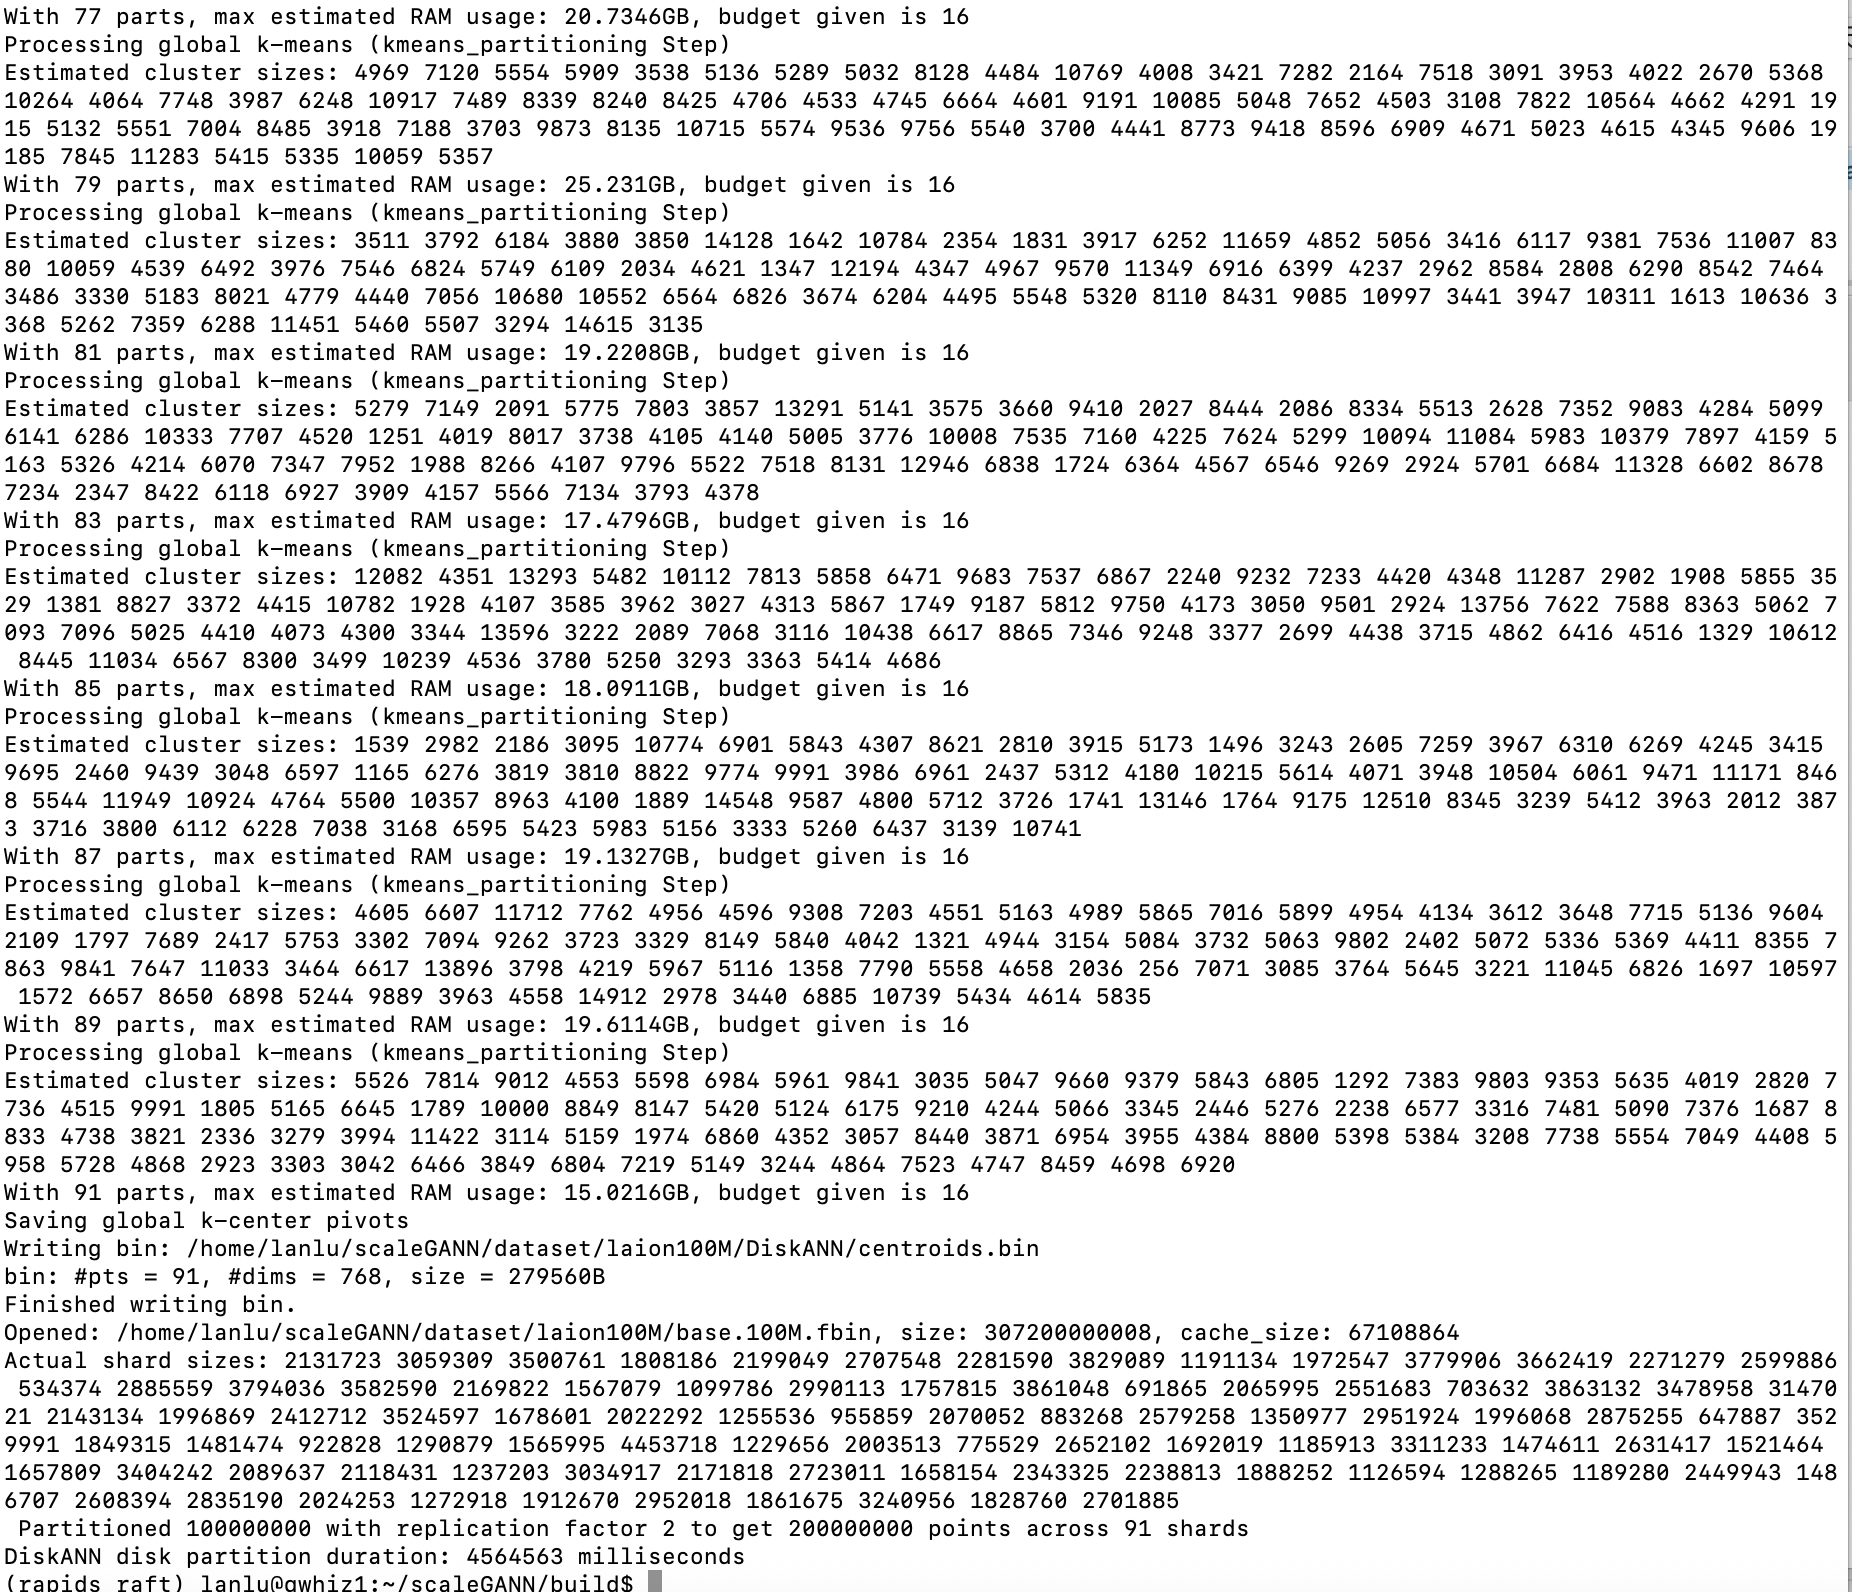 With 77 parts, max estimated RAM usage: 20.7346GB, budget given is 16
Processing global k-means (kmeans_partitioning Step)
Estimated cluster sizes: 4969 7120 5554 5909 3538 5136 5289 5032 8128 4484 10769 4008 3421 7282 2164 7518 3091 3953 4022 2670 5368
10264 4064 7748 3987 6248 10917 7489 8339 8240 8425 4706 4533 4745 6664 4601 9191 10085 5048 7652 4503 3108 7822 10564 4662 4291 19
15 5132 5551 7004 8485 3918 7188 3703 9873 8135 10715 5574 9536 9756 5540 3700 4441 8773 9418 8596 6909 4671 5023 4615 4345 9606 19
185 7845 11283 5415 5335 10059 5357
With 79 parts, max estimated RAM usage: 25.231GB, budget given is 16
Processing global k-means (kmeans_partitioning Step)
Estimated cluster sizes: 3511 3792 6184 3880 3850 14128 1642 10784 2354 1831 3917 6252 11659 4852 5056 3416 6117 9381 7536 11007 83
80 10059 4539 6492 3976 7546 6824 5749 6109 2034 4621 1347 12194 4347 4967 9570 11349 6916 6399 4237 2962 8584 2808 6290 8542 7464
3486 3330 5183 8021 4779 4440 7056 10680 10552 6564 6826 3674 6204 4495 5548 5320 8110 8431 9085 10997 3441 3947 10311 1613 10636 3
368 5262 7359 6288 11451 5460 5507 3294 14615 3135
With 81 parts, max estimated RAM usage: 19.2208GB, budget given is 16
Processing global k-means (kmeans_partitioning Step)
Estimated cluster sizes: 5279 7149 2091 5775 7803 3857 13291 5141 3575 3660 9410 2027 8444 2086 8334 5513 2628 7352 9083 4284 5099
6141 6286 10333 7707 4520 1251 4019 8017 3738 4105 4140 5005 3776 10008 7535 7160 4225 7624 5299 10094 11084 5983 10379 7897 4159 5
163 5326 4214 6070 7347 7952 1988 8266 4107 9796 5522 7518 8131 12946 6838 1724 6364 4567 6546 9269 2924 5701 6684 11328 6602 8678
7234 2347 8422 6118 6927 3909 4157 5566 7134 3793 4378
With 83 parts, max estimated RAM usage: 17.4796GB, budget given is 16
Processing global k-means (kmeans_partitioning Step)
Estimated cluster sizes: 12082 4351 13293 5482 10112 7813 5858 6471 9683 7537 6867 2240 9232 7233 4420 4348 11287 2902 1908 5855 35
29 1381 8827 3372 4415 10782 1928 4107 3585 3962 3027 4313 5867 1749 9187 5812 9750 4173 3050 9501 2924 13756 7622 7588 8363 5062 7
093 7096 5025 4410 4073 4300 3344 13596 3222 2089 7068 3116 10438 6617 8865 7346 9248 3377 2699 4438 3715 4862 6416 4516 1329 10612
8445 11034 6567 8300 3499 10239 4536 3780 5250 3293 3363 5414 4686
With 85 parts, max estimated RAM usage: 18.0911GB, budget given is 16
Processing global k-means (kmeans_partitioning Step)
Estimated cluster sizes: 1539 2982 2186 3095 10774 6901 5843 4307 8621 2810 3915 5173 1496 3243 2605 7259 3967 6310 6269 4245 3415
9695 2460 9439 3048 6597 1165 6276 3819 3810 8822 9774 9991 3986 6961 2437 5312 4180 10215 5614 4071 3948 10504 6061 9471 11171 846
8 5544 11949 10924 4764 5500 10357 8963 4100 1889 14548 9587 4800 5712 3726 1741 13146 1764 9175 12510 8345 3239 5412 3963 2012 387
3 3716 3800 6112 6228 7038 3168 6595 5423 5983 5156 3333 5260 6437 3139 10741
With 87 parts, max estimated RAM usage: 19.1327GB, budget given is 16
Processing global k-means (kmeans_partitioning Step)
Estimated cluster sizes: 4605 6607 11712 7762 4956 4596 9308 7203 4551 5163 4989 5865 7016 5899 4954 4134 3612 3648 7715 5136 9604
2109 1797 7689 2417 5753 3302 7094 9262 3723 3329 8149 5840 4042 1321 4944 3154 5084 3732 5063 9802 2402 5072 5336 5369 4411 8355 7
863 9841 7647 11033 3464 6617 13896 3798 4219 5967 5116 1358 7790 5558 4658 2036 256 7071 3085 3764 5645 3221 11045 6826 1697 10597
1572 6657 8650 6898 5244 9889 3963 4558 14912 2978 3440 6885 10739 5434 4614 5835
With 89 parts, max estimated RAM usage: 19.6114GB, budget given is 16
Processing global k-means (kmeans_partitioning Step)
Estimated cluster sizes: 5526 7814 9012 4553 5598 6984 5961 9841 3035 5047 9660 9379 5843 6805 1292 7383 9803 9353 5635 4019 2820 7
736 4515 9991 1805 5165 6645 1789 10000 8849 8147 5420 5124 6175 9210 4244 5066 3345 2446 5276 2238 6577 3316 7481 5090 7376 1687 8
833 4738 3821 2336 3279 3994 11422 3114 5159 1974 6860 4352 3057 8440 3871 6954 3955 4384 8800 5398 5384 3208 7738 5554 7049 4408 5
958 5728 4868 2923 3303 3042 6466 3849 6804 7219 5149 3244 4864 7523 4747 8459 4698 6920
With 91 parts, max estimated RAM usage: 15.0216GB, budget given is 16
Saving global k-center pivots
Writing bin: /home/lanlu/scaleGANN/dataset/laion100M/DiskANN/centroids.bin
bin: #pts = 91, #dims = 768, size = 279560B
Finished writing bin.
Opened: /home/lanlu/scaleGANN/dataset/laion100M/base.100M.fbin, size: 307200000008, cache_size: 67108864
Actual shard sizes: 2131723 3059309 3500761 1808186 2199049 2707548 2281590 3829089 1191134 1972547 3779906 3662419 2271279 2599886
534374 2885559 3794036 3582590 2169822 1567079 1099786 2990113 1757815 3861048 691865 2065995 2551683 703632 3863132 3478958 31470
21 2143134 1996869 2412712 3524597 1678601 2022292 1255536 955859 2070052 883268 2579258 1350977 2951924 1996068 2875255 647887 352
9991 1849315 1481474 922828 1290879 1565995 4453718 1229656 2003513 775529 2652102 1692019 1185913 3311233 1474611 2631417 1521464
1657809 3404242 2089637 2118431 1237203 3034917 2171818 2723011 1658154 2343325 2238813 1888252 1126594 1288265 1189280 2449943 148
6707 2608394 2835190 2024253 1272918 1912670 2952018 1861675 3240956 1828760 2701885
Partitioned 100000000 with replication factor 2 to get 200000000 points across 91 shards
DiskANN disk partition duration: 4564563 milliseconds
(rapids_raft) lanlu@gwhiz1:~/scaleGANN/build$